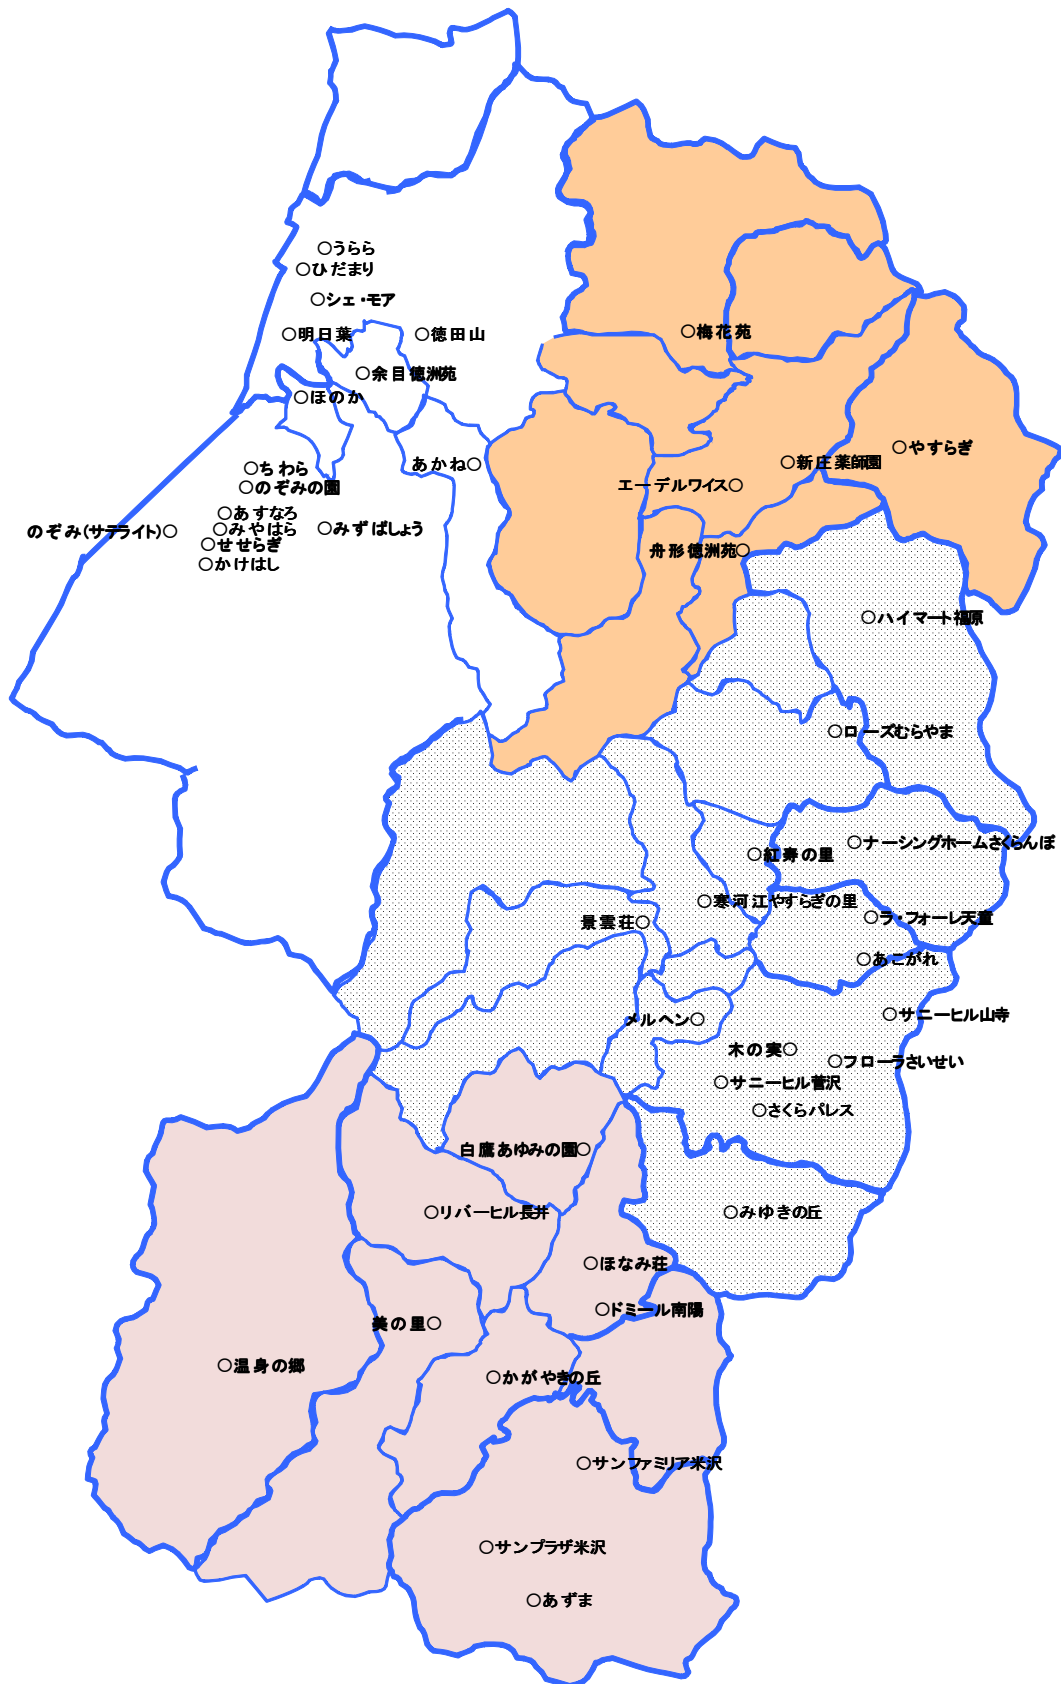 ○うらら
○ひだまり
○シェ・モア
○明日葉
○徳田山
○梅花苑
○余目徳洲苑
○ほのか
○やすらぎ
あかね○
○新庄薬師園
○ちわら
○のぞみの園
エーデルワイス○
○あすなろ
のぞみ(サテライト)○
○みやはら
○みずばしょう
○せせらぎ
舟形徳洲苑○
○かけはし
○ハイマート福原
○ローズむらやま
○ナーシングホームさくらんぼ
○紅寿の里
○寒河江やすらぎの里
景雲荘○
○ラ・フォーレ天童
○あこがれ
○サニーヒル山寺
メルヘン○
木の実○
○フローラさいせい
○サニーヒル菅沢
○さくらパレス
白鷹あゆみの園○
○リバーヒル長井
○みゆきの丘
○ほなみ荘
○ドミール南陽
美の里○
○温身の郷
○かがやきの丘
○サンファミリア米沢
○サンプラザ米沢
○あずま